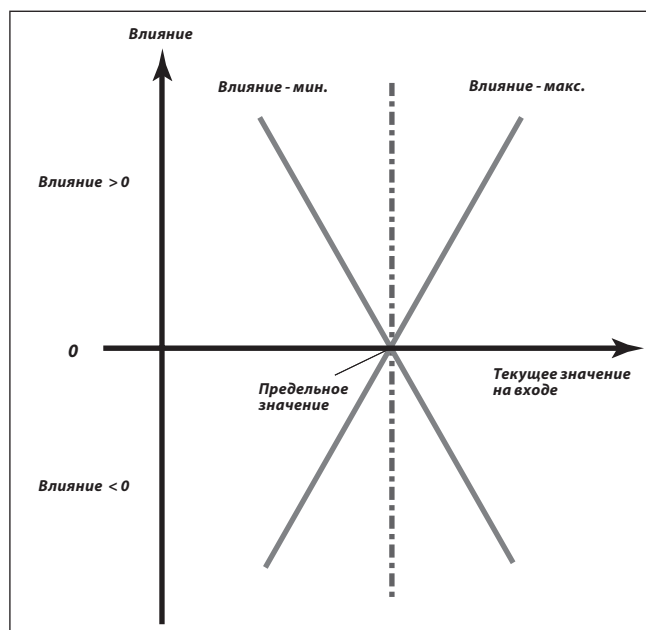 Влияние
Влияние - мин.
Влияние - макс.
Влияние > 0
0
Предельное
значение
Текущее значение
на входе
Влияние < 0